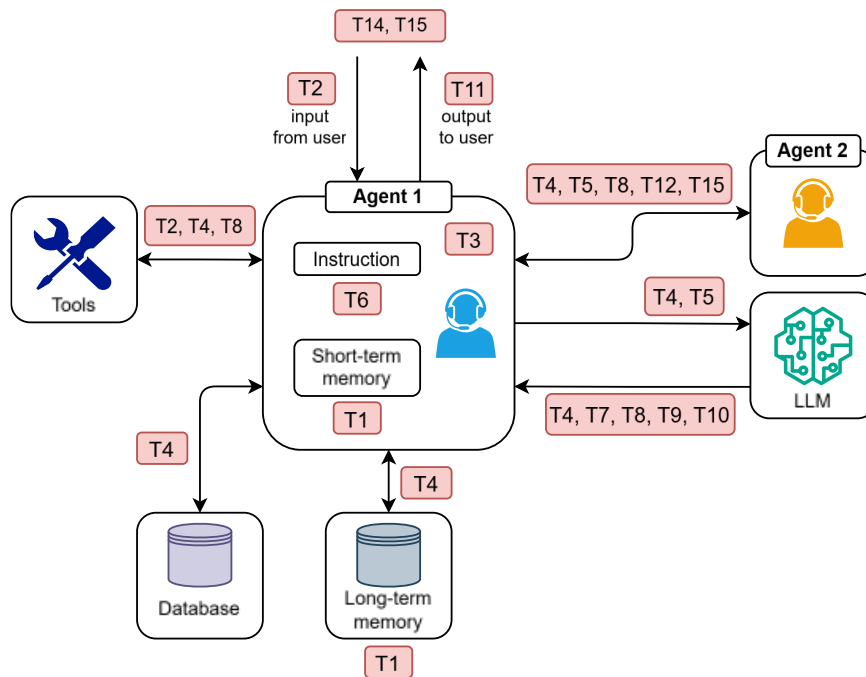 T14, T15
T2
input
from user
T11
output
to user
Agent 1
Agent 2
T4, T5, T8, T12, T15
T2, T4, T8
Tools
Instruction
T3
T6
T4, T5
Short-term
memory
T1
LLM
T4, T7, T8, T9, T10
T4
T4
Database
Long-term
memory
T1